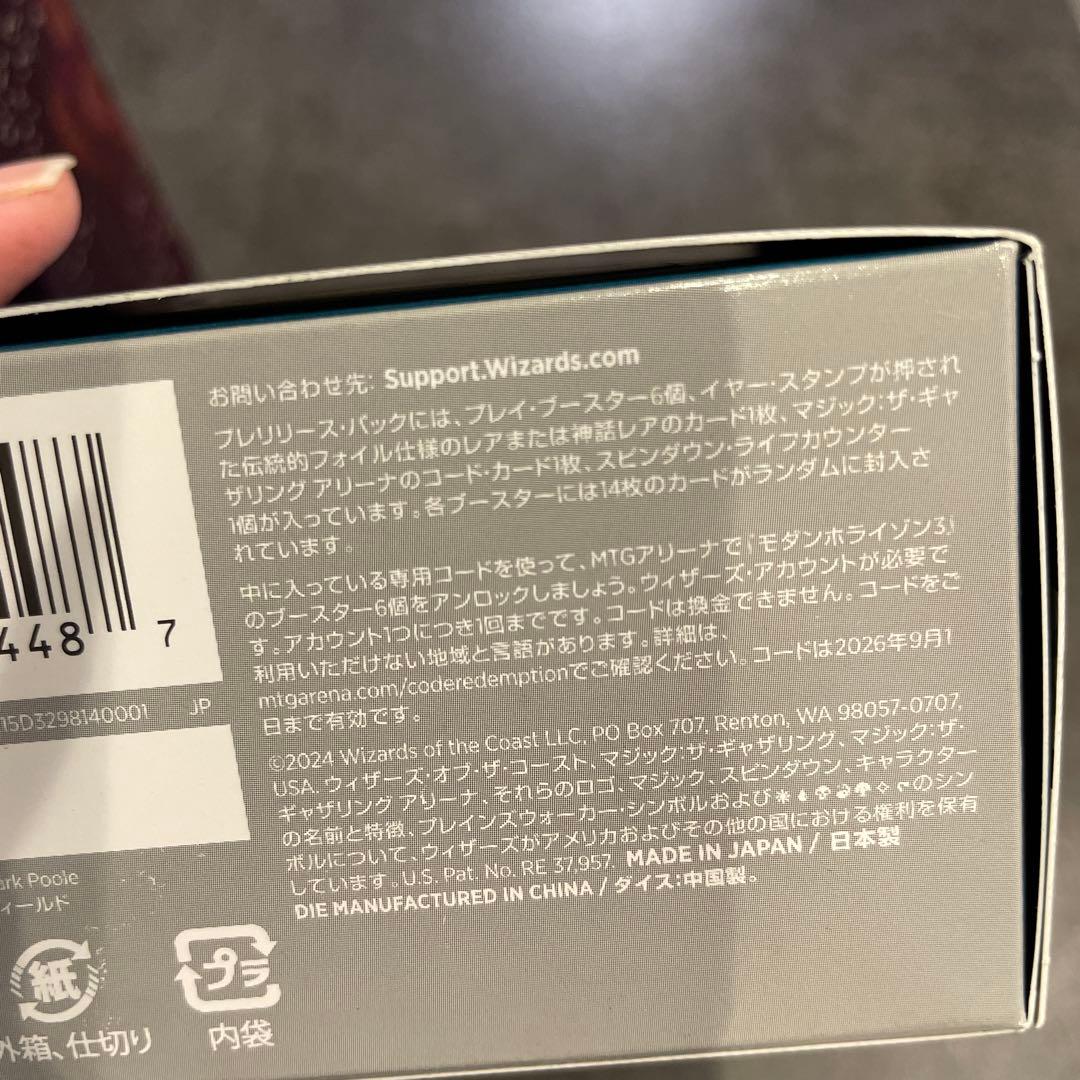 お問い合わせ先: Support.Wizards.com
プレリリース・パックには、プレイ・ブースター6個、イヤー・スタンプが押され
た伝統的フォイル仕様のレアまたは神話レアのカード1枚、マジック:ザ・ギャ
ザリング アリーナのコード・カード1枚、スピンダウン・ライフカウンター
1個が入っています。各ブースターには14枚のカードがランダムに封入さ
れています。
中に入っている専用コードを使って、MTGアリーナで『モダンホライゾン3』
のブースター6個をアンロックしましょう。ウィザーズ・アカウントが必要で
す。アカウント1つにつき1回までです。コードは換金できません。コードをご
利用いただけない地域と言語があります。詳細は、
mtgarena.com/coderedemptionでご確認ください。コードは2026年9月1
日まで有効です。
©2024 Wizards of the Coast LLC, PO Box 707, Renton, WA 98057-0707,
USA. ウィザーズ・オブ・ザ・コースト、マジック:ザ・ギャザリング、マジック:ザ・
ギャザリング アリーナ、それらのロゴ、マジック、スピンダウン、キャラクター
の名前と特徴、プレインズウォーカー・シンボルおよび のシン
ボルについて、ウィザーズがアメリカおよびその他の国における権利を保有
しています。U.S. Pat. No. RE 37,957. MADE IN JAPAN / 日本製
DIE MANUFACTURED IN CHINA / ダイス:中国製。
448 7
15D3298140001 JP
ark Poole
ィールド
紙
外箱、仕切り
プラ
内袋